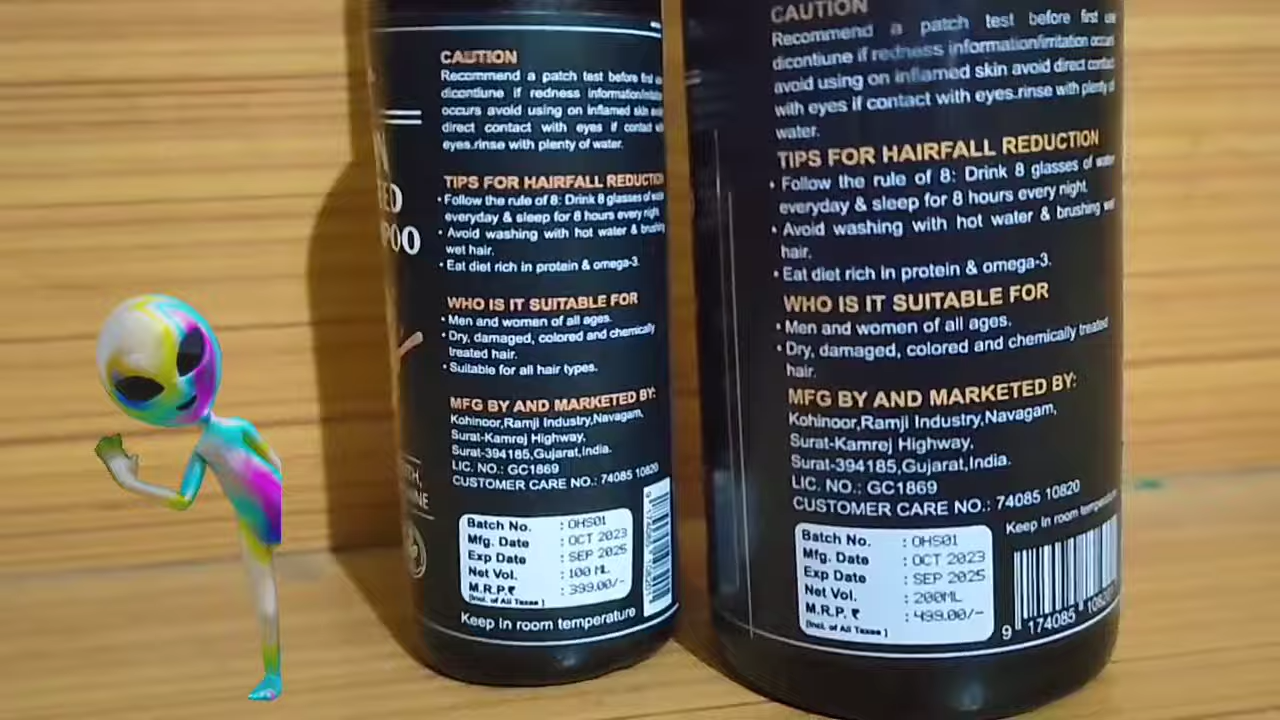 CAUTION
Recommend a patch test before first
dicontiune if redness information/irritation
occurs avoid using on inflamed skin
direct contact with eyes if contact
eyes.rinse with plenty of water.
TIPS FOR HAIRFALL REDUCTION
• Follow the rule of 8: Drink 8 glasses of water
everyday & sleep for 8 hours every night.
• Avoid washing with hot water & brushing
wet hair.
• Eat diet rich in protein & omega-3.
WHO IS IT SUITABLE FOR
• Men and women of all ages.
• Dry, damaged, colored and chemically
treated hair.
• Suitable for all hair types.
MFG BY AND MARKETED BY:
Kohinoor,Ramji Industry,Navagam,
Surat-Kamrej Highway,
Surat-394185,Gujarat,India.
LIC. NO.: GC1869
CUSTOMER CARE NO.: 74085 10820
Batch No. : OHS01
Mfg. Date : OCT 2023
Exp Date : SEP 2025
Net Vol. : 100 ML
M.R.P.₹ : 399.00/-
(Incl. of All Taxes)
Keep in room temperature
CAUTION
Recommend a patch test before first use
dicontiune if redness information/irritation occurs
avoid using on inflamed skin avoid direct contact
with eyes if contact with eyes.rinse with plenty of
water.
TIPS FOR HAIRFALL REDUCTION
• Follow the rule of 8: Drink 8 glasses of water
everyday & sleep for 8 hours every night.
• Avoid washing with hot water & brushing wet
hair.
• Eat diet rich in protein & omega-3.
WHO IS IT SUITABLE FOR
• Men and women of all ages.
• Dry, damaged, colored and chemically treated
hair.
MFG BY AND MARKETED BY:
Kohinoor,Ramji Industry,Navagam,
Surat-Kamrej Highway,
Surat-394185,Gujarat,India.
LIC. NO.: GC1869
CUSTOMER CARE NO.: 74085 10820
Keep in room temperature
Batch No. : OHS01
Mfg. Date : OCT 2023
Exp Date : SEP 2025
Net Vol. : 200ML
M.R.P. ₹ : 499.00/-
(Incl. of All Taxes)
9 174085 108201